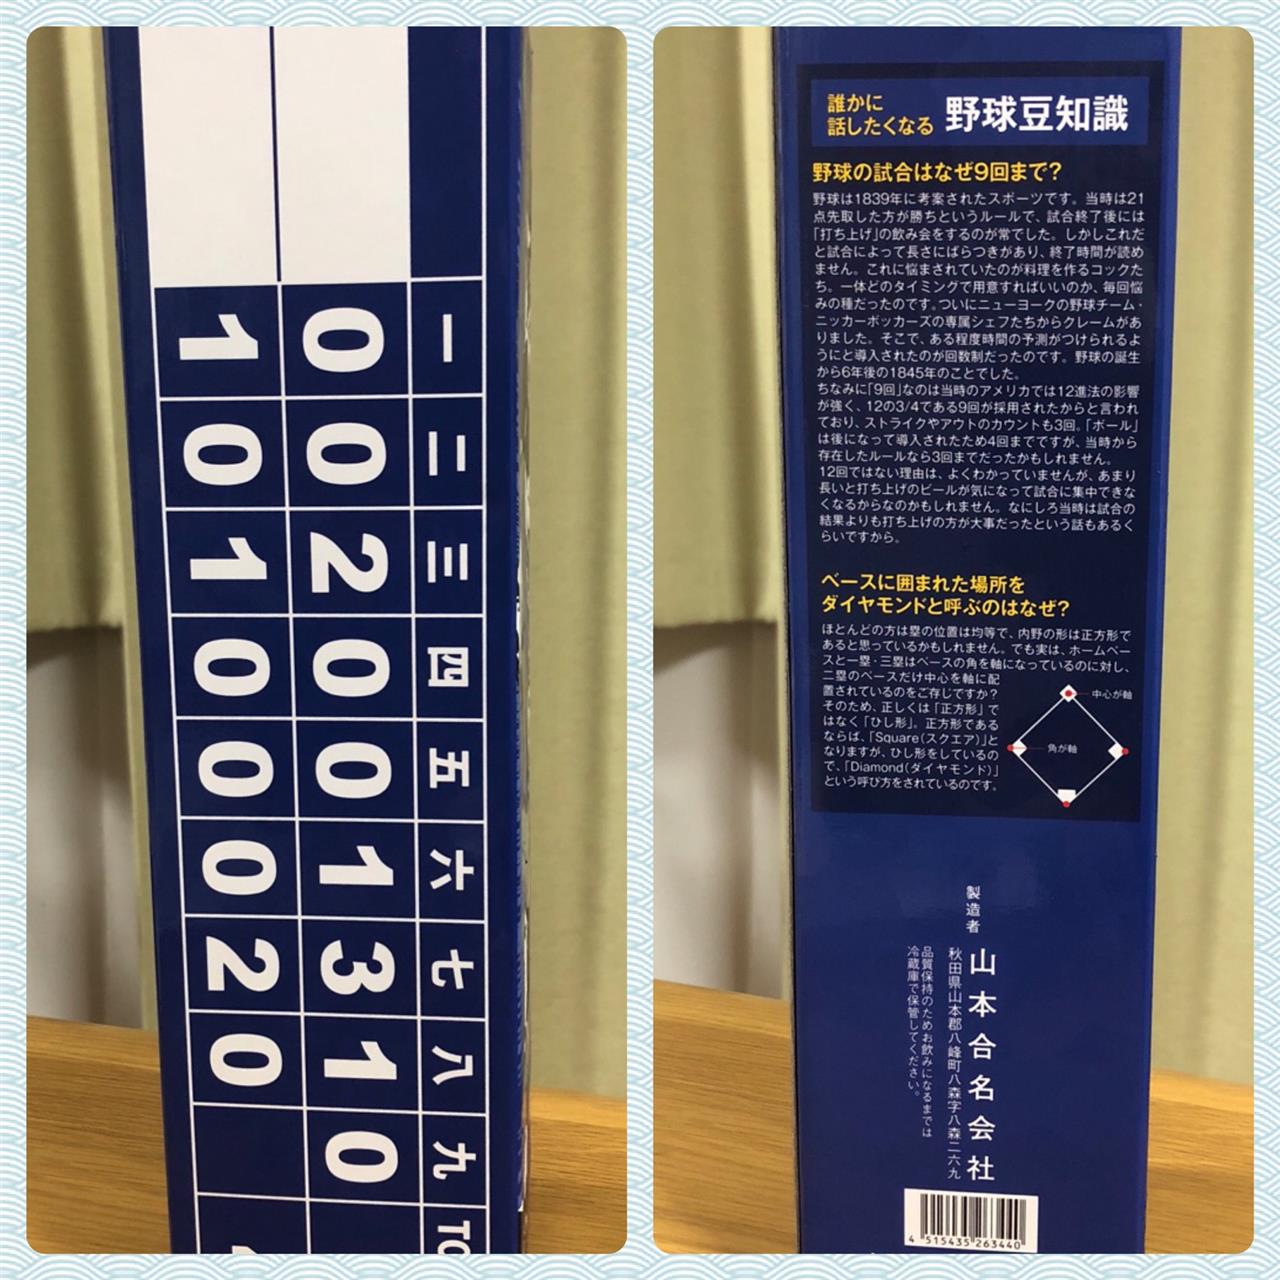 一 二 三 四 五 六 七 八 九 TO
0 0 2 0 0 1 3 1 0
1 0 1 0 0 0 2 0
誰かに
話したくなる 野球豆知識
野球の試合はなぜ9回まで?
野球は1839年に考案されたスポーツです。当時は21
点先取した方が勝ちというルールで、試合終了後には
「打ち上げ」の飲み会をするのが常でした。しかしこれだ
と試合によって長さにばらつきがあり、終了時間が読め
ません。これに悩まされていたのが料理を作るコックた
ち。一体どのタイミングで用意すればいいのか、毎回悩
みの種だったのです。ついにニューヨークの野球チーム・
ニッカーボッカーズの専属シェフたちからクレームがあ
りました。そこで、ある程度時間の予測がつけられるよ
うにと導入されたのが回数制だったのです。野球の誕生
から6年後の1845年のことでした。
ちなみに「9回」なのは当時のアメリカでは12進法の影響
が強く、12の3/4である9回が採用されたからと言われ
ており、ストライクやアウトのカウントも3回。「ボール」
は後になって導入されたため4回までですが、当時から
存在したルールなら3回までだったかもしれません。
12回ではない理由は、よくわかっていませんが、あまり
長いと打ち上げのビールが気になって試合に集中できな
くなるからなのかもしれません。なにしろ当時は試合の
結果よりも打ち上げの方が大事だったという話もあるく
らいですから。
ベースに囲まれた場所を
ダイヤモンドと呼ぶのはなぜ?
ほとんどの方は塁の位置は均等で、内野の形は正方形で
あると思っているかもしれません。でも実は、ホームベー
スと一塁・三塁はベースの角を軸になっているのに対し、
二塁のベースだけ中心を軸に配
置されているのをご存じですか?
そのため、正しくは「正方形」で
はなく「ひし形」。正方形である
ならば、「Square(スクエア)」と
なりますが、ひし形をしているの
で、「Diamond(ダイヤモンド)」
という呼び方をされているのです。
中心が軸
角が軸
製造者 山本合名会社
秋田県山本郡八峰町八森字八森二六九
品質保持のためお飲みになるまでは
冷蔵庫で保管してください。
4 515435 263440